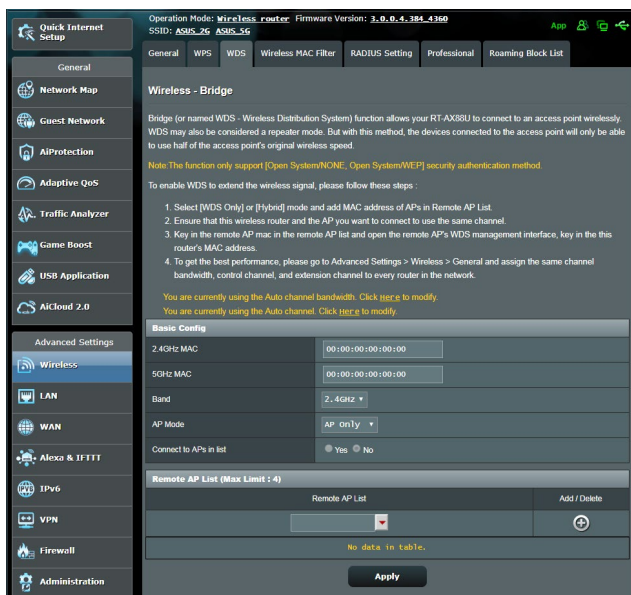 Quick Internet
Setup
General
Network Map
Guest Network
AiProtection
Adaptive QoS
Traffic Analyzer
Game Boost
USB Application
AiCloud 2.0
Advanced Settings
Wireless
LAN
WAN
Alexa & IFTTT
IPv6
VPN
Firewall
Administration
Operation Mode: Wireless router Firmware Version: 3.0.0.4.384_4360
SSID: ASUS_2G ASUS_5G
App
General WPS WDS Wireless MAC Filter RADIUS Setting Professional Roaming Block List
Wireless - Bridge
Bridge (or named WDS - Wireless Distribution System) function allows your RT-AX88U to connect to an access point wirelessly.
WDS may also be considered a repeater mode. But with this method, the devices connected to the access point will only be able
to use half of the access point's original wireless speed.
Note:The function only support [Open System/NONE, Open System/WEP] security authentication method.
To enable WDS to extend the wireless signal, please follow these steps :
1. Select [WDS Only] or [Hybrid] mode and add MAC address of APs in Remote AP List.
2. Ensure that this wireless router and the AP you want to connect to use the same channel.
3. Key in the remote AP mac in the remote AP list and open the remote AP's WDS management interface, key in the this
router's MAC address.
4. To get the best performance, please go to Advanced Settings > Wireless > General and assign the same channel
bandwidth, control channel, and extension channel to every router in the network.
You are currently using the Auto channel bandwidth. Click Here to modify.
You are currently using the Auto channel. Click Here to modify.
Basic Config
2.4GHz MAC 00:00:00:00:00:00
5GHz MAC 00:00:00:00:00:00
Band 2.4GHz
AP Mode AP Only
Connect to APs in list Yes No
Remote AP List (Max Limit : 4)
Remote AP List Add / Delete
No data in table.
Apply